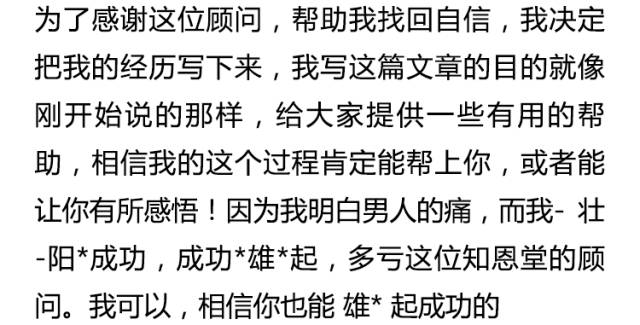 为了感谢这位顾问，帮助我找回自信，我决定
把我的经历写下来，我写这篇文章的目的就像
刚开始说的那样，给大家提供一些有用的帮
助，相信我的这个过程肯定能帮上你，或者能
让你有所感悟！因为我明白男人的痛，而我- 壮
-阳*成功，成功*雄*起，多亏这位知恩堂的顾
问。我可以，相信你也能 雄* 起成功的